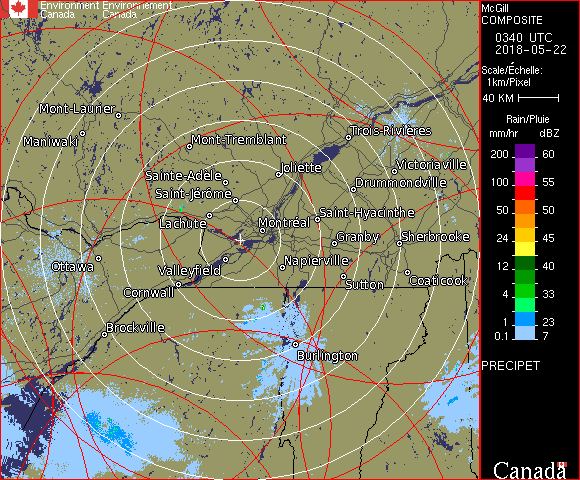 Environment Environnement
Canada Canada
McGill
COMPOSITE
0340 UTC
2018-05-22
Scale/Échelle:
1km/Pixel
40 KM
Rain/Pluie
mm/hr dBZ
200 60
100 55
50 50
24 45
12 40
4 33
1 23
0.1 7
PRECIPET
Canada
Mont-Laurier
Maniwaki
Mont-Tremblant
Trois-Rivières
Joliette
Victoriaville
Sainte-Adèle
Drummondville
Saint-Jérôme
Saint-Hyacinthe
Lachute
Montréal
Granby
Sherbrooke
Ottawa
Valleyfield
Napierville
Cornwall
Sutton
Coaticook
Brockville
Burlington